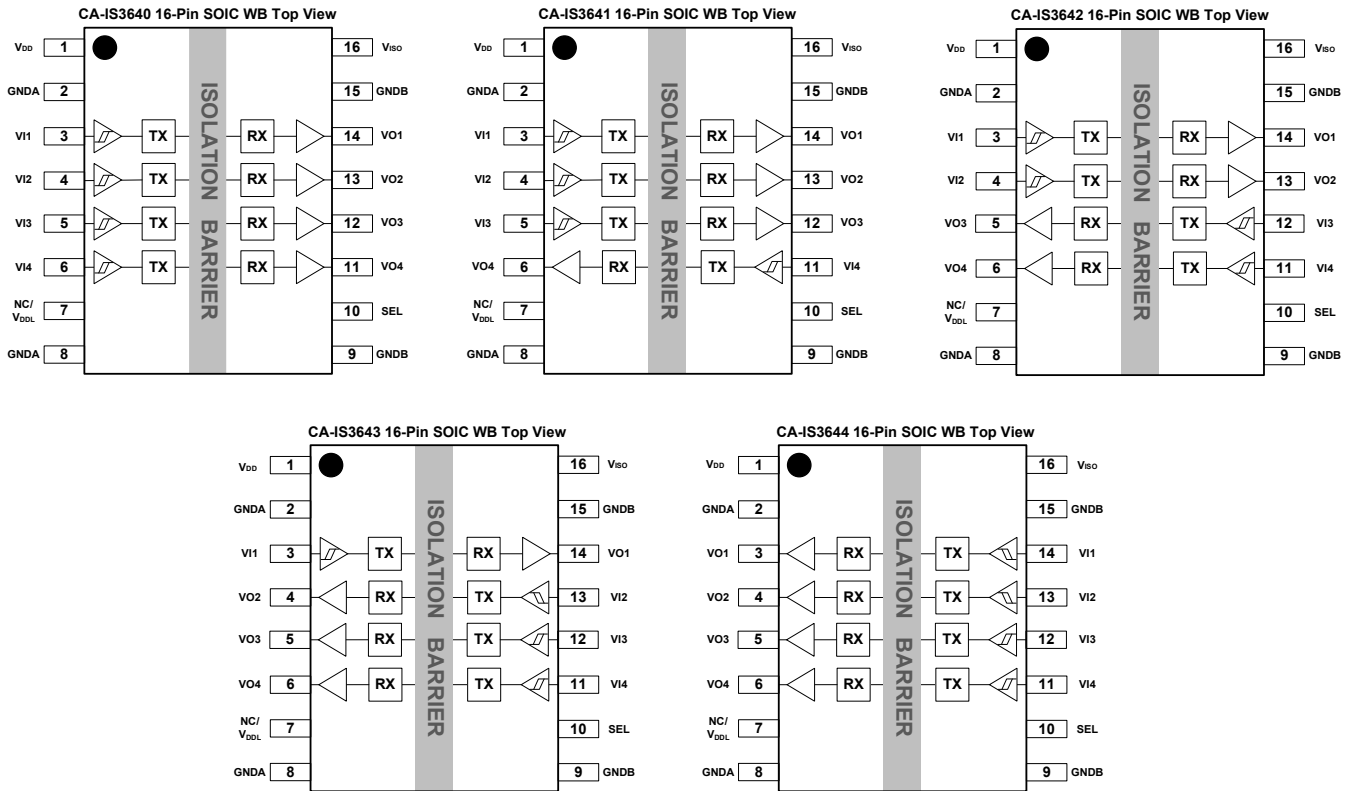 CA-IS3640 16-Pin SOIC WB Top View
VDD 1 16 VISO
GNDA 2 15 GNDB
VI1 3 TX RX 14 VO1
VI2 4 TX RX 13 VO2
VI3 5 TX RX 12 VO3
VI4 6 TX RX 11 VO4
NC/
VDDL 7 10 SEL
GNDA 8 9 GNDB
ISOLATION BARRIER
CA-IS3641 16-Pin SOIC WB Top View
VDD 1 16 VISO
GNDA 2 15 GNDB
VI1 3 TX RX 14 VO1
VI2 4 TX RX 13 VO2
VI3 5 TX RX 12 VO3
VO4 6 RX TX 11 VI4
NC/
VDDL 7 10 SEL
GNDA 8 9 GNDB
ISOLATION BARRIER
CA-IS3642 16-Pin SOIC WB Top View
VDD 1 16 VISO
GNDA 2 15 GNDB
VI1 3 TX RX 14 VO1
VI2 4 TX RX 13 VO2
VO3 5 RX TX 12 VI3
VO4 6 RX TX 11 VI4
NC/
VDDL 7 10 SEL
GNDA 8 9 GNDB
ISOLATION BARRIER
CA-IS3643 16-Pin SOIC WB Top View
VDD 1 16 VISO
GNDA 2 15 GNDB
VI1 3 TX RX 14 VO1
VO2 4 RX TX 13 VI2
VO3 5 RX TX 12 VI3
VO4 6 RX TX 11 VI4
NC/
VDDL 7 10 SEL
GNDA 8 9 GNDB
ISOLATION BARRIER
CA-IS3644 16-Pin SOIC WB Top View
VDD 1 16 VISO
GNDA 2 15 GNDB
VO1 3 RX TX 14 VI1
VO2 4 RX TX 13 VI2
VO3 5 RX TX 12 VI3
VO4 6 RX TX 11 VI4
NC/
VDDL 7 10 SEL
GNDA 8 9 GNDB
ISOLATION BARRIER